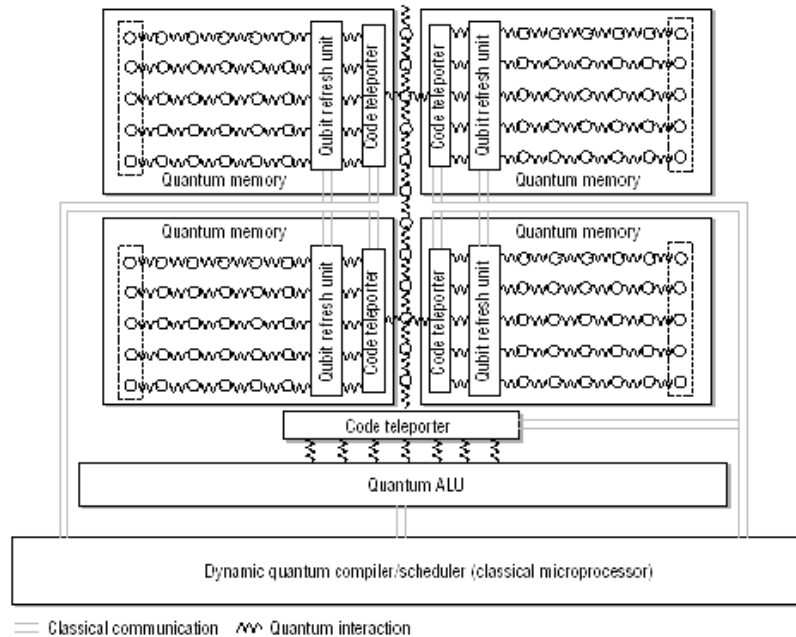 Qubit refresh unit
Code teleporter
Code teleporter
Qubit refresh unit
Quantum memory
Quantum memory
Quantum memory
Quantum memory
Qubit refresh unit
Code teleporter
Code teleporter
Qubit refresh unit
Code teleporter
Quantum ALU
Dynamic quantum compiler/scheduler (classical microprocessor)
Classical communication
Quantum interaction